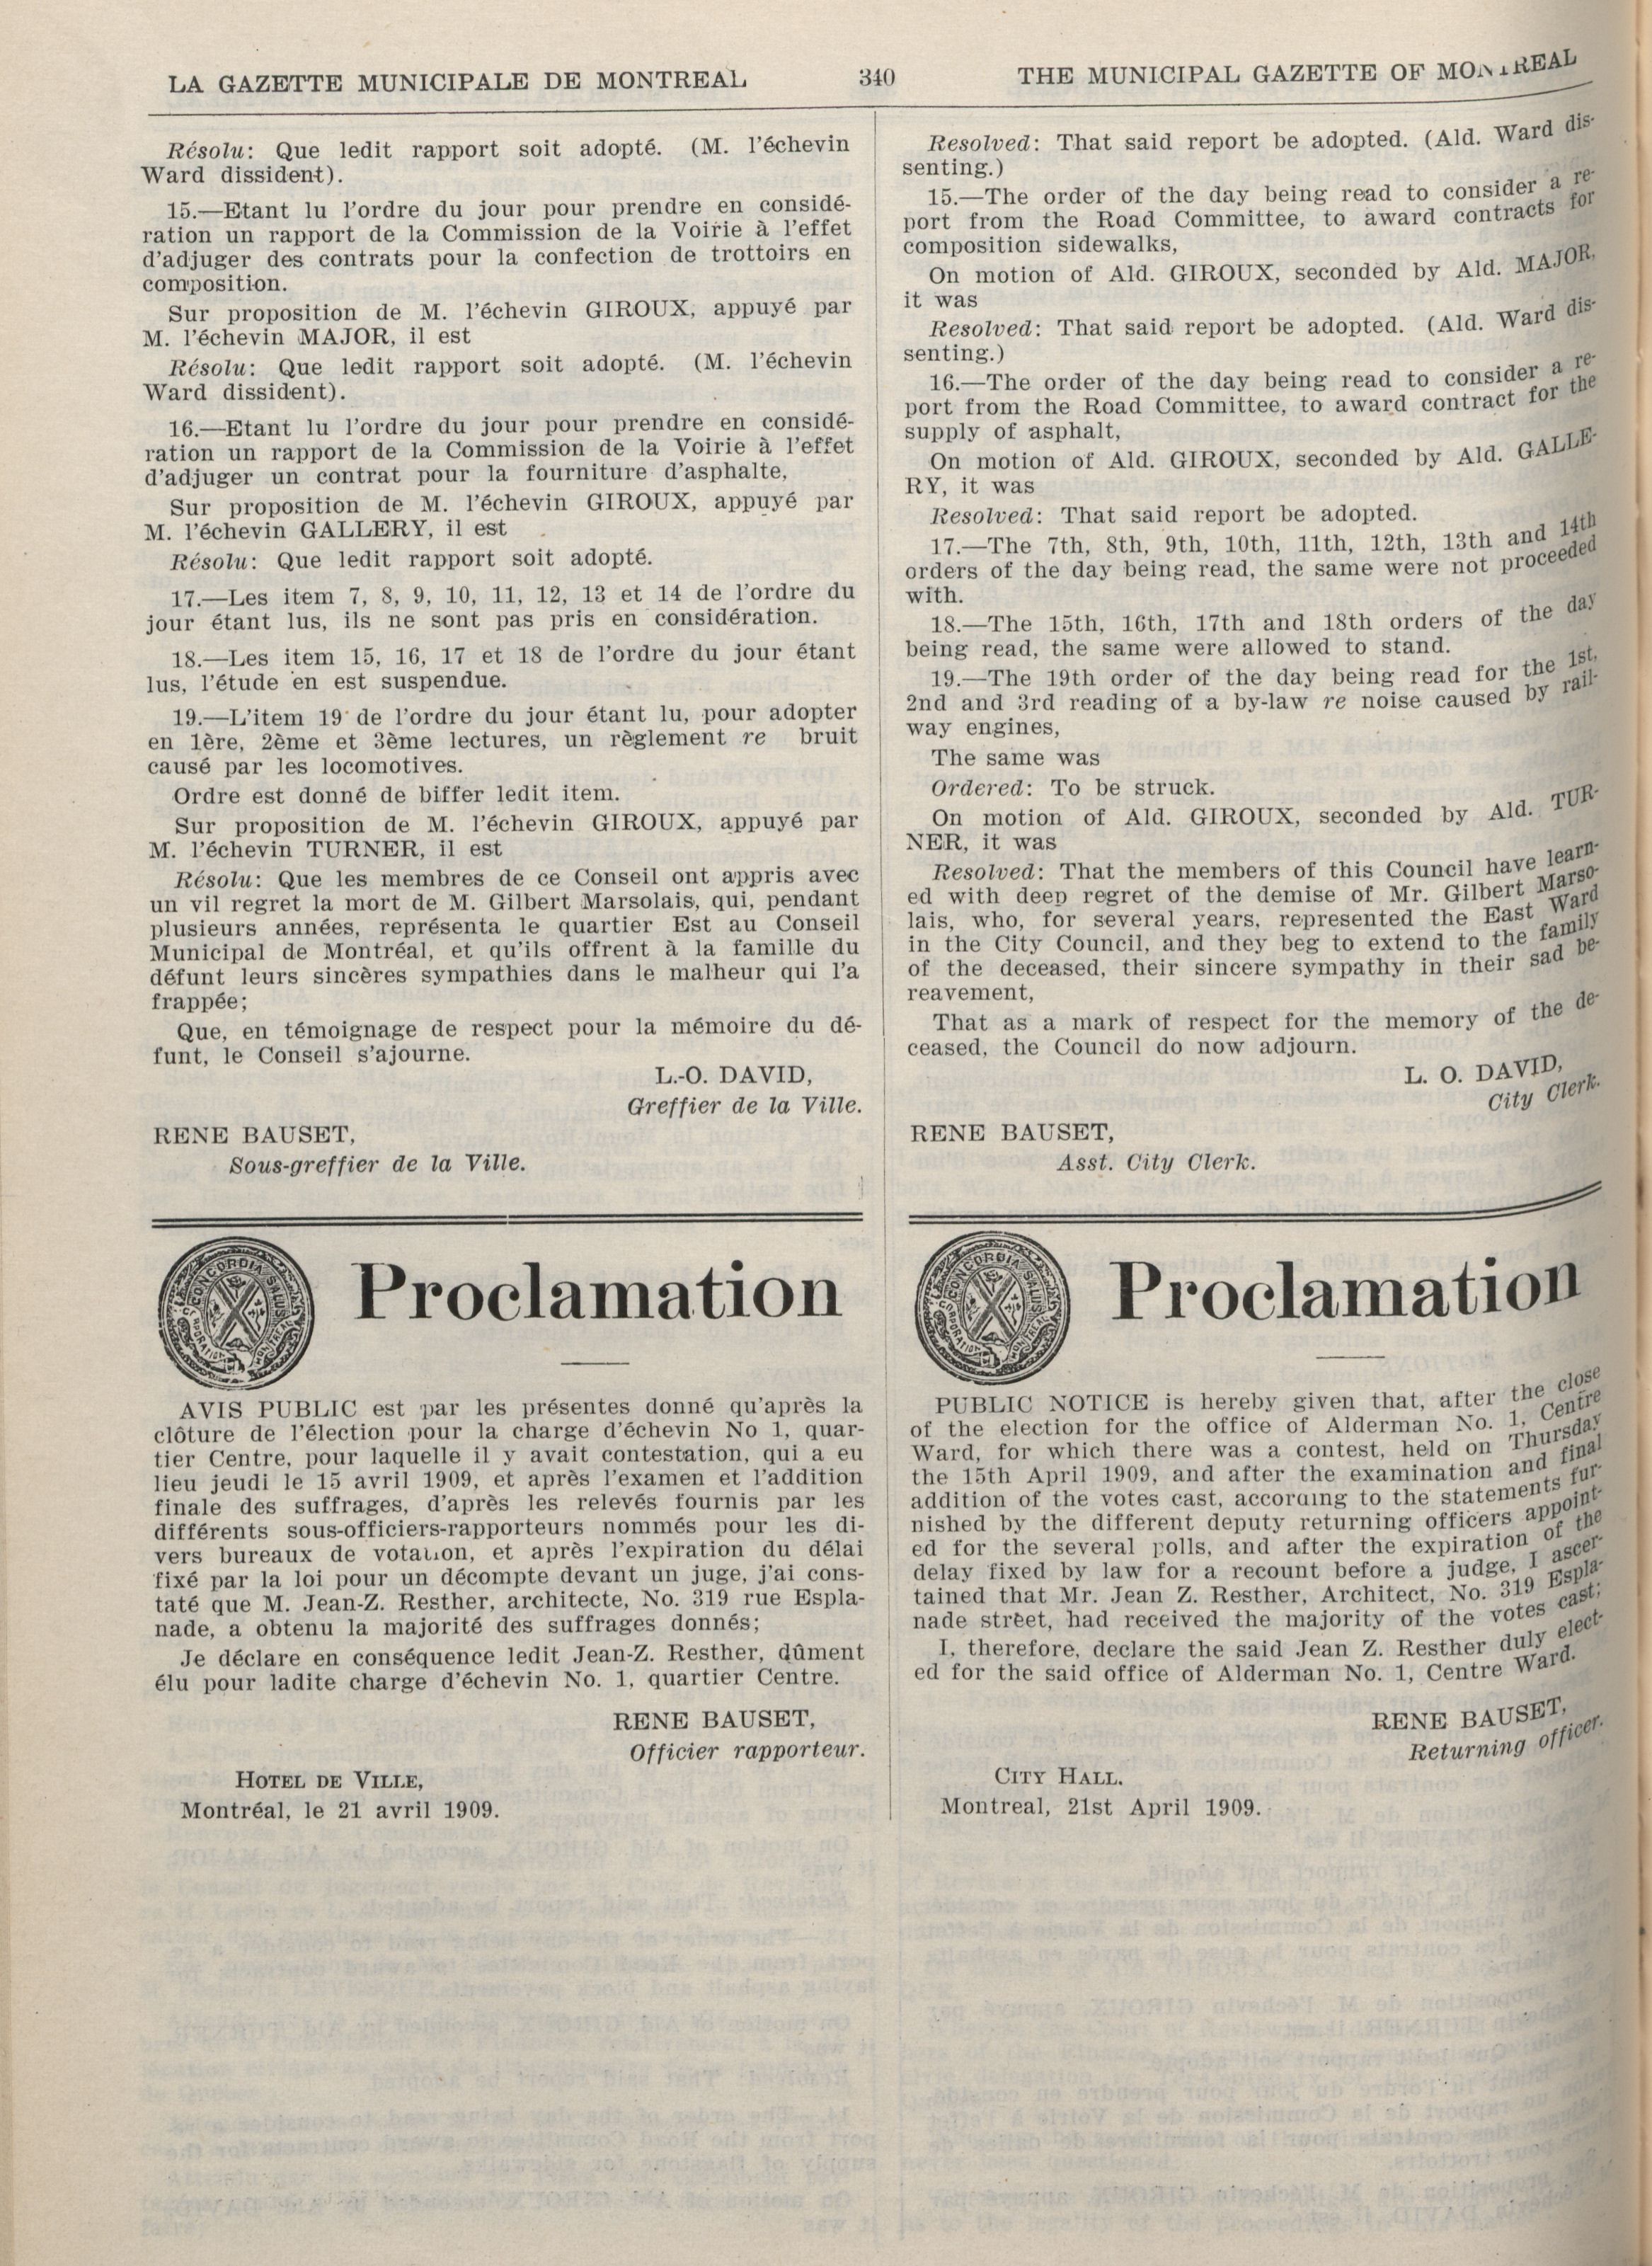 LA GAZETTE MUNICIPALE DE MONTREAL 340 THE MUNICIPAL GAZETTE OF MONTREAL
Résolu: Que ledit rapport soit adopté. (M. l'échevin
Ward dissident).
15.—Etant lu l'ordre du jour pour prendre en considé-
ration un rapport de la Commission de la Voirie à l'effet
d'adjuger des contrats pour la confection de trottoirs en
composition.
Sur proposition de M. l'échevin GIROUX, appuyé par
M. l'échevin MAJOR, il est
Résolu: Que ledit rapport soit adopté. (M. l'échevin
Ward dissident).
16.—Etant lu l'ordre du jour pour prendre en considé-
ration un rapport de la Commission de la Voirie à l'effet
d'adjuger un contrat pour la fourniture d'asphalte,
Sur proposition de M. l'échevin GIROUX, appuyé par
M. l'échevin GALLERY, il est
Résolu: Que ledit rapport soit adopté.
17.—Les item 7, 8, 9, 10, 11, 12, 13 et 14 de l'ordre du
jour étant lus, ils ne sont pas pris en considération.
18.—Les item 15, 16, 17 et 18 de l'ordre du jour étant
lus, l'étude en est suspendue.
19.—L'item 19 de l'ordre du jour étant lu, pour adopter
en 1ère, 2ème et 3ème lectures, un règlement re bruit
causé par les locomotives.
Ordre est donné de biffer ledit item.
Sur proposition de M. l'échevin GIROUX, appuyé par
M. l'échevin TURNER, il est
Résolu: Que les membres de ce Conseil ont appris avec
un vil regret la mort de M. Gilbert Marsolais, qui, pendant
plusieurs années, représenta le quartier Est au Conseil
Municipal de Montréal, et qu'ils offrent à la famille du
défunt leurs sincères sympathies dans le malheur qui l'a
frappée;
Que, en témoignage de respect pour la mémoire du dé-
funt, le Conseil s'ajourne.
L.-O. DAVID,
Greffier de la Ville.
RENE BAUSET,
Sous-greffier de la Ville.
Resolved: That said report be adopted. (Ald. Ward dis-
senting.)
15.—The order of the day being read to consider a re-
port from the Road Committee, to award contracts for
composition sidewalks,
On motion of Ald. GIROUX, seconded by Ald. MAJOR,
it was
Resolved: That said report be adopted. (Ald. Ward dis-
senting.)
16.—The order of the day being read to consider a re-
port from the Road Committee, to award contract for the
supply of asphalt,
On motion of Ald. GIROUX, seconded by Ald. GALLE-
RY, it was
Resolved: That said report be adopted.
17.—The 7th, 8th, 9th, 10th, 11th, 12th, 13th and 14th
orders of the day being read, the same were not proceeded
with.
18.—The 15th, 16th, 17th and 18th orders of the day
being read, the same were allowed to stand.
19.—The 19th order of the day being read for the 1st,
2nd and 3rd reading of a by-law re noise caused by rail-
way engines,
The same was
Ordered: To be struck.
On motion of Ald. GIROUX, seconded by Ald. TUR-
NER, it was
Resolved: That the members of this Council have learn-
ed with deep regret of the demise of Mr. Gilbert Marso-
lais, who, for several years, represented the East Ward
in the City Council, and they beg to extend to the family
of the deceased, their sincere sympathy in their sad be-
reavement,
That as a mark of respect for the memory of the de-
ceased, the Council do now adjourn.
L. O. DAVID,
City Clerk.
RENE BAUSET,
Asst. City Clerk.
CONCORDIA SALUS
CORPORATION MONTREAL
Proclamation
AVIS PUBLIC est par les présentes donné qu'après la
clôture de l'élection pour la charge d'échevin No 1, quar-
tier Centre, pour laquelle il y avait contestation, qui a eu
lieu jeudi le 15 avril 1909, et après l'examen et l'addition
finale des suffrages, d'après les relevés fournis par les
différents sous-officiers-rapporteurs nommés pour les di-
vers bureaux de votation, et après l'expiration du délai
fixé par la loi pour un décompte devant un juge, j'ai cons-
taté que M. Jean-Z. Resther, architecte, No. 319 rue Espla-
nade, a obtenu la majorité des suffrages donnés;
Je déclare en conséquence ledit Jean-Z. Resther, dûment
élu pour ladite charge d'échevin No. 1, quartier Centre.
RENE BAUSET,
Officier rapporteur.
HOTEL DE VILLE,
Montréal, le 21 avril 1909.
CONCORDIA SALUS
CORPORATION MONTREAL
Proclamation
PUBLIC NOTICE is hereby given that, after the close
of the election for the office of Alderman No. 1, Centre
Ward, for which there was a contest, held on Thursday
the 15th April 1909, and after the examination and final
addition of the votes cast, according to the statements fur-
nished by the different deputy returning officers appoint-
ed for the several polls, and after the expiration of the
delay fixed by law for a recount before a judge, I ascer-
tained that Mr. Jean Z. Resther, Architect, No. 319 Espla-
nade street, had received the majority of the votes cast;
I, therefore, declare the said Jean Z. Resther duly elect-
ed for the said office of Alderman No. 1, Centre Ward.
RENE BAUSET,
Returning officer.
CITY HALL.
Montreal, 21st April 1909.